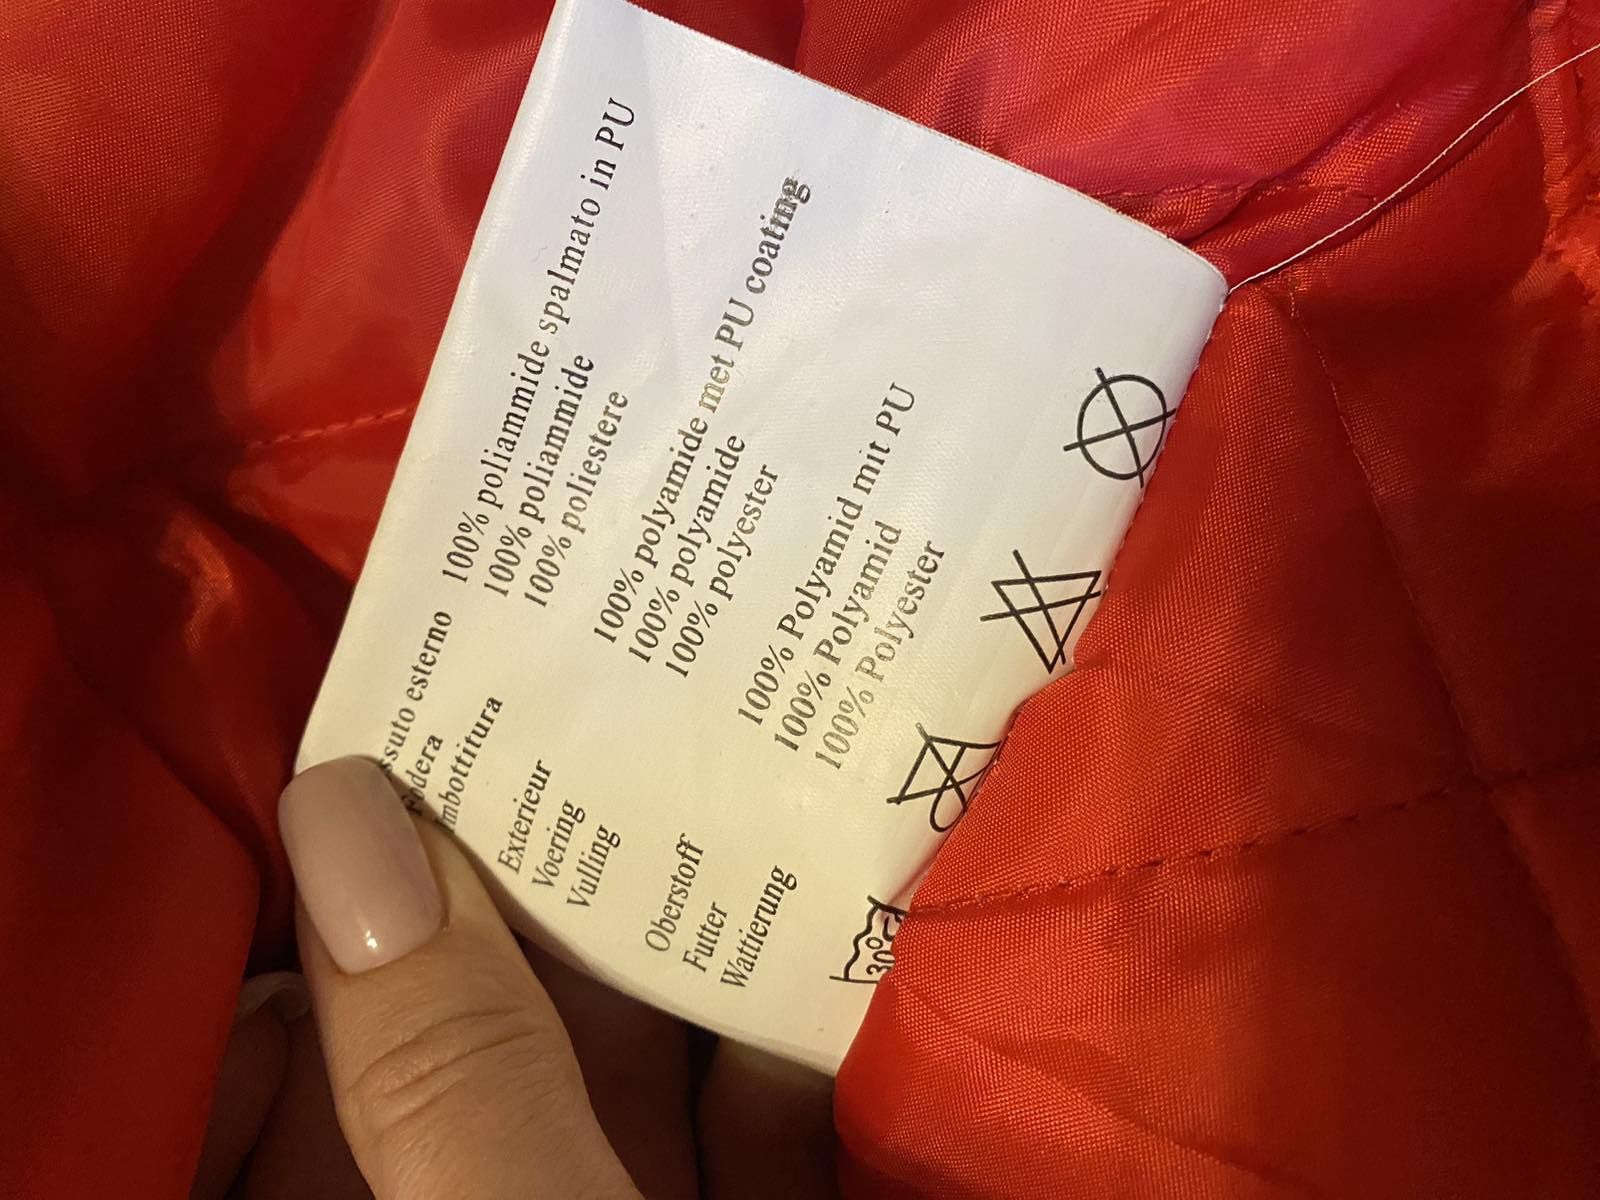 esterno 100% poliammide spalmato in PU
100% poliammide
100% poliestere
Exterieur 100% polyamide met PU coating
Voering 100% polyamide
Vulling 100% polyester
Oberstoff 100% Polyamid mit PU
Futter 100% Polyamid
Wattierung 100% Polyester
30°c